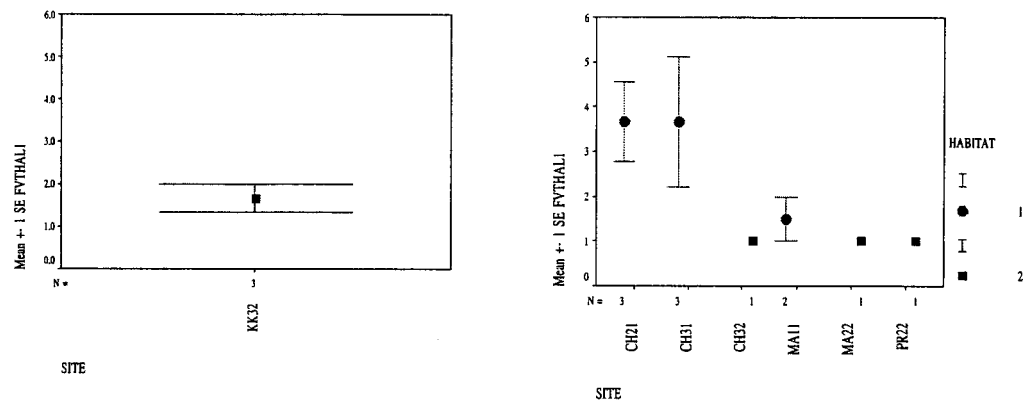 6.0
5.0
4.0
3.0
2.0
1.0
0.0
Mean +- 1 SE FVTHAL1
N =
3
KK32
SITE
6
5
4
3
2
1
0
Mean +- 1 SE FVTHAL1
N = 3 3 1 2 1 1
CH21
CH31
CH32
MA11
MA22
PR22
SITE
HABITAT
1
2